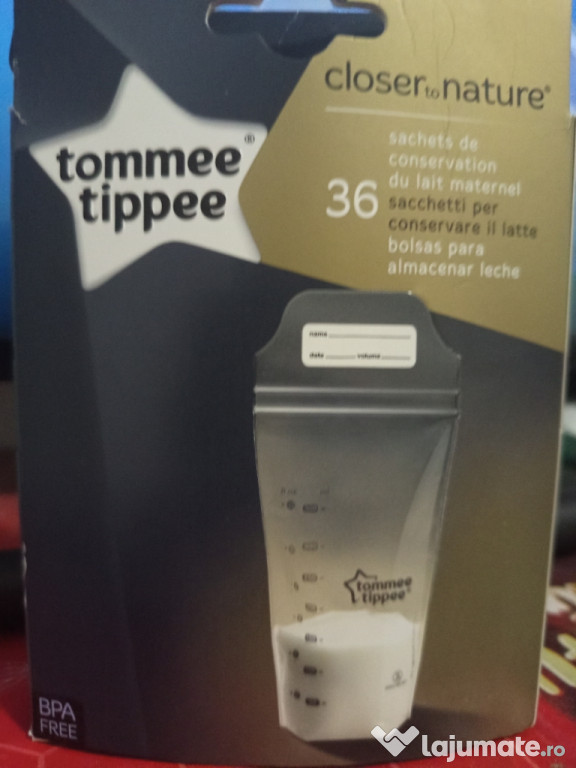 closer to nature®
tommee®
tippee
36
sachets de
conservation
du lait maternel
sacchetti per
conservare il latte
bolsas para
almacenar leche
name
date volume
tommee
tippee®
BPA
FREE
lajumate.ro